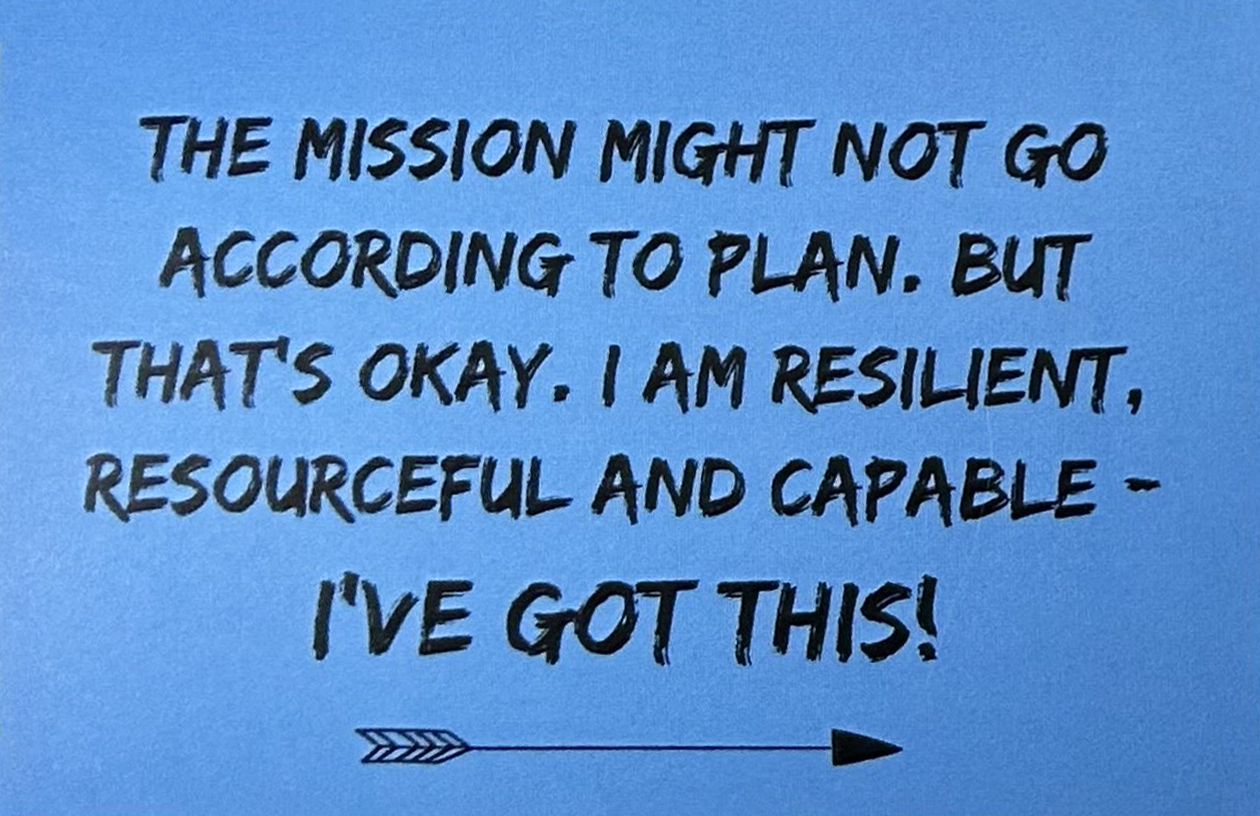 THE MISSION MIGHT NOT GO
ACCORDING TO PLAN. BUT
THAT'S OKAY. I AM RESILIENT,
RESOURCEFUL AND CAPABLE -
I'VE GOT THIS!